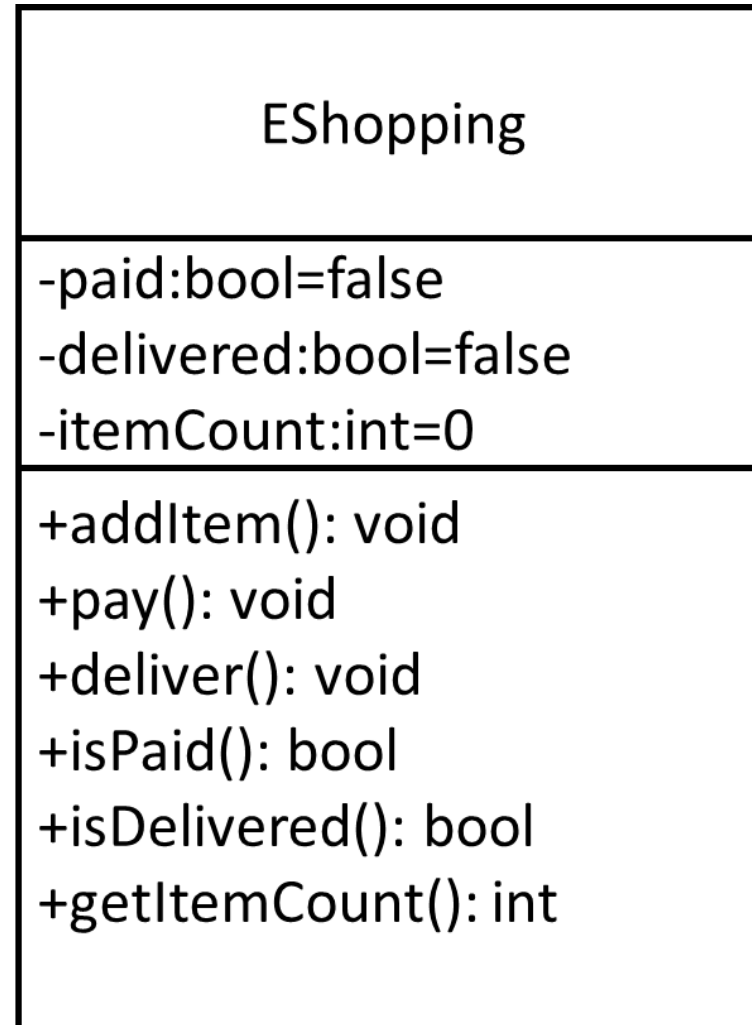 EShopping
-paid:bool=false
-delivered:bool=false
-itemCount:int=0
+addItem(): void
+pay(): void
+deliver(): void
+isPaid(): bool
+isDelivered(): bool
+getItemCount(): int